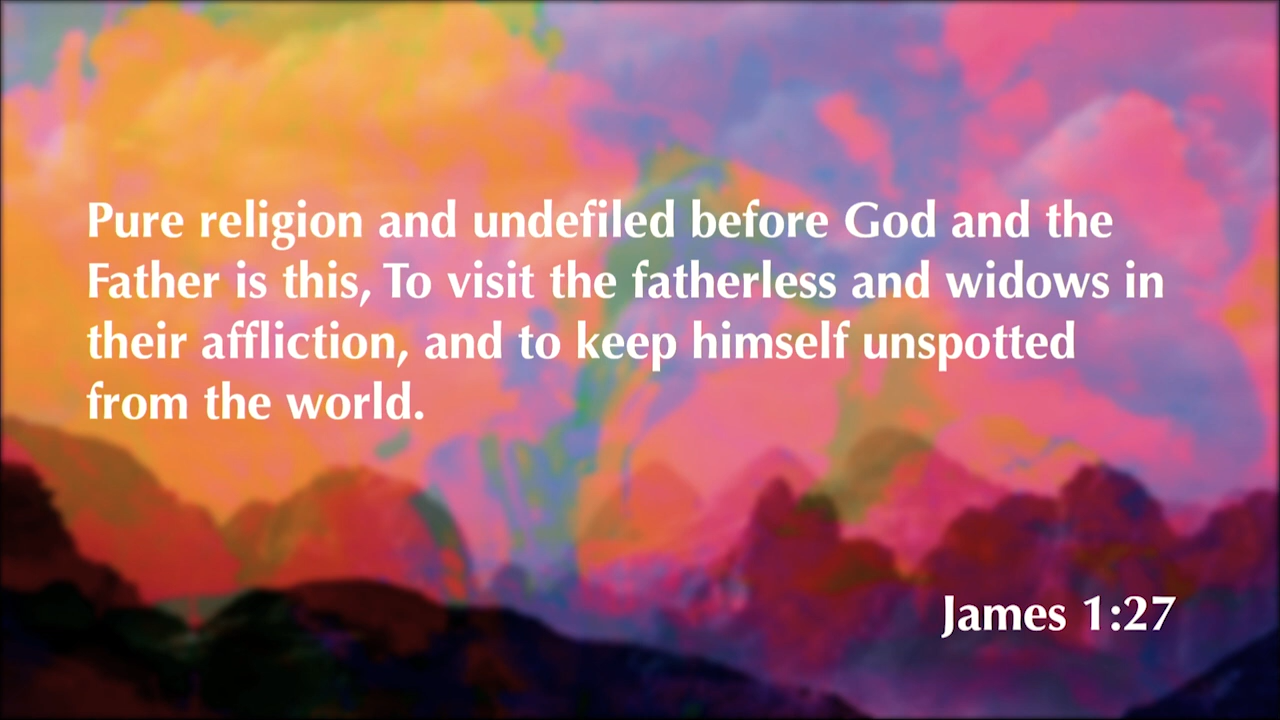 Pure religion and undefiled before God and the
Father is this, To visit the fatherless and widows in
their affliction, and to keep himself unspotted
from the world.
James 1:27